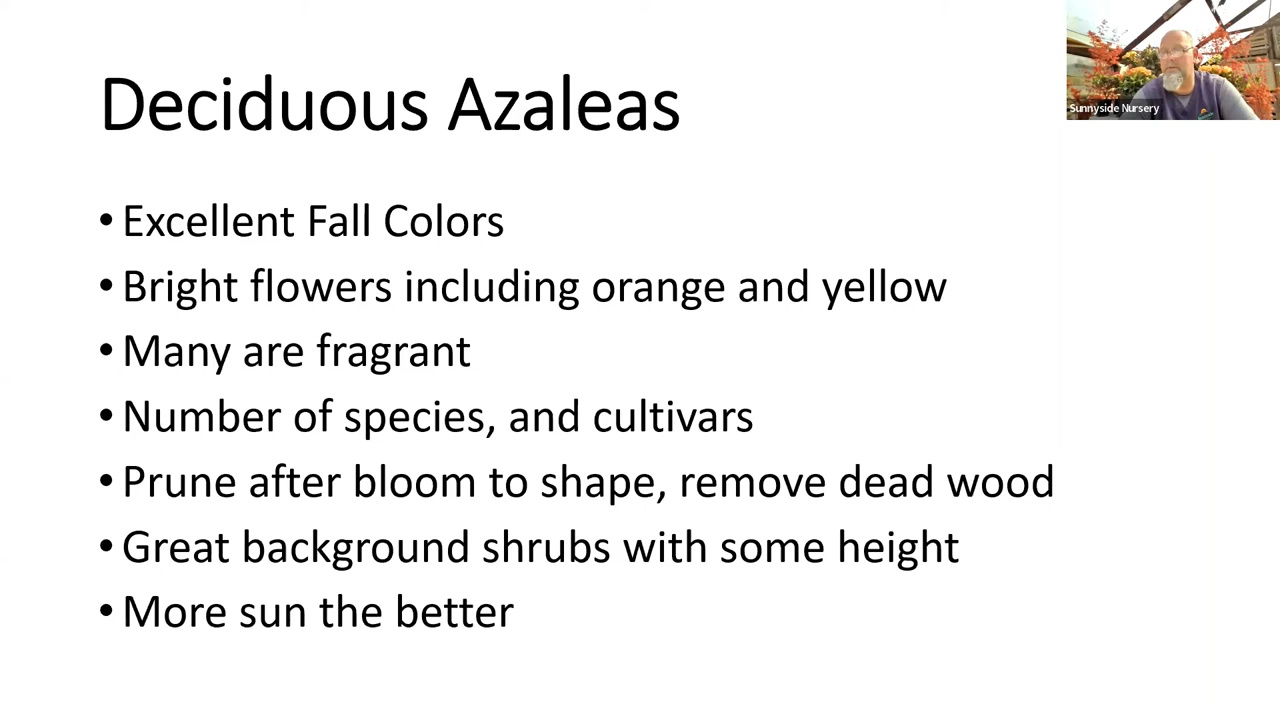 Deciduous Azaleas
Sunnyside Nursery
• Excellent Fall Colors
• Bright flowers including orange and yellow
• Many are fragrant
• Number of species, and cultivars
• Prune after bloom to shape, remove dead wood
• Great background shrubs with some height
• More sun the better